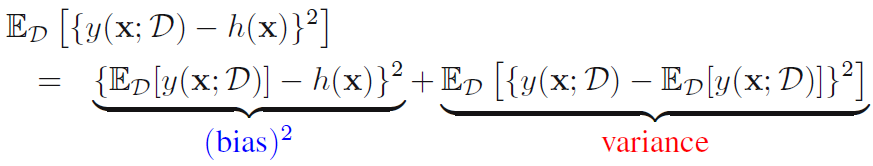 𝔼_𝒟 [{y(𝐱; 𝒟) − h(𝐱)}²]
= {𝔼_𝒟[y(𝐱; 𝒟)] − h(𝐱)}² + 𝔼_𝒟 [{y(𝐱; 𝒟) − 𝔼_𝒟[y(𝐱; 𝒟)]}²]
(bias)² variance